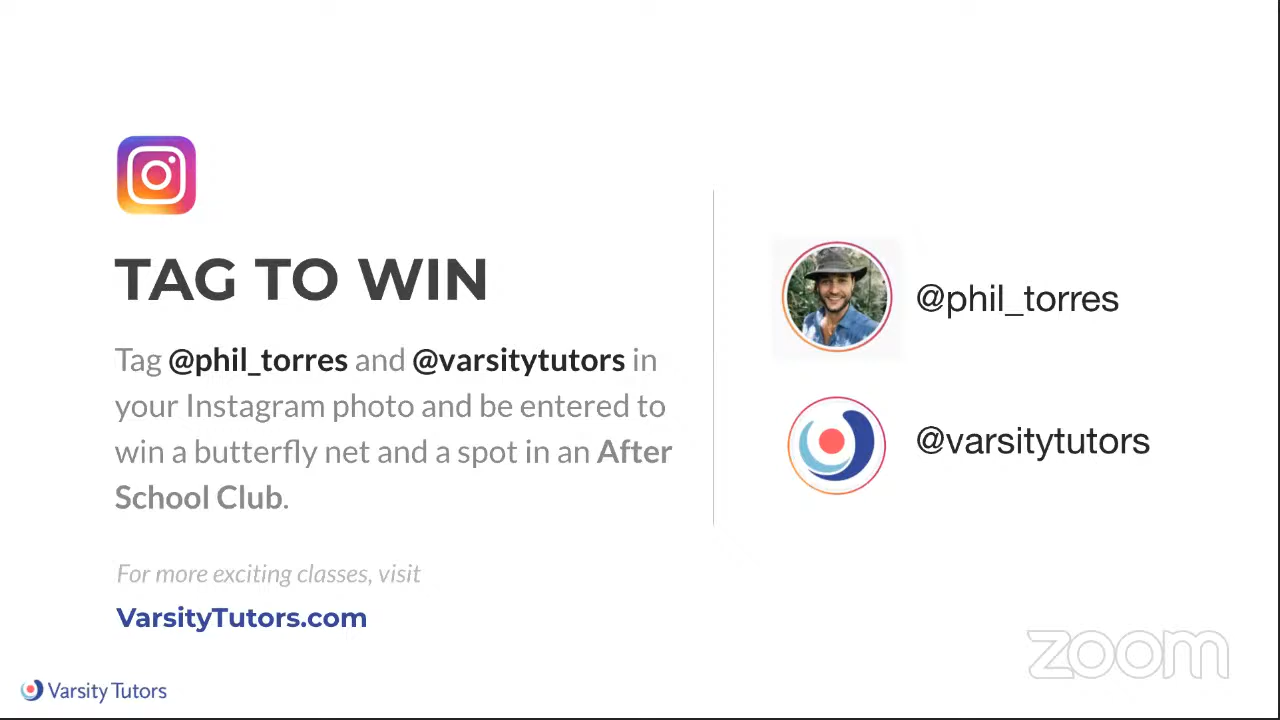 TAG TO WIN
Tag @phil_torres and @varsitytutors in
your Instagram photo and be entered to
win a butterfly net and a spot in an After
School Club.
For more exciting classes, visit
VarsityTutors.com
@phil_torres
@varsitytutors
Varsity Tutors
zoom